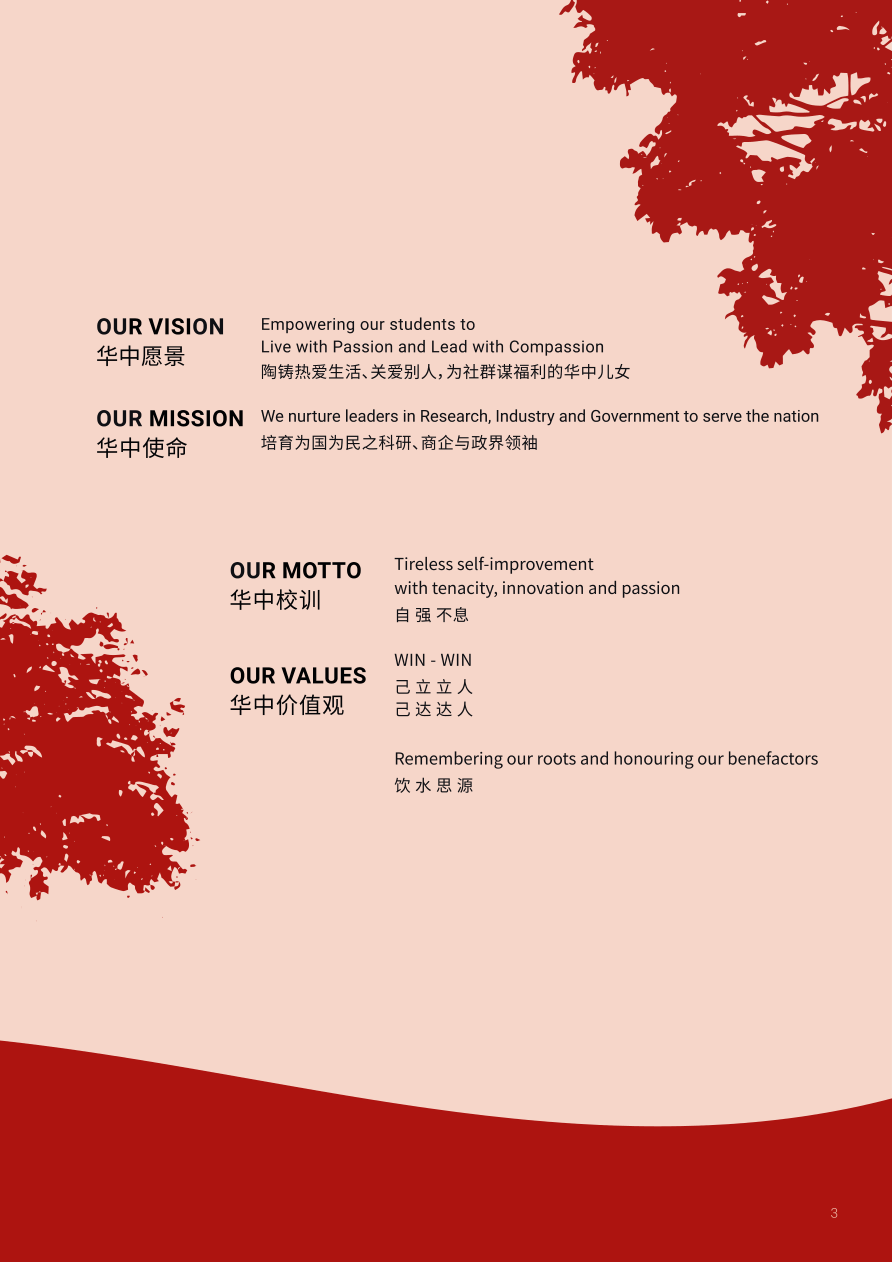 OUR VISION
华中愿景
Empowering our students to
Live with Passion and Lead with Compassion
陶铸热爱生活、关爱别人，为社群谋福利的华中儿女
OUR MISSION
华中使命
We nurture leaders in Research, Industry and Government to serve the nation
培育为国为民之科研、商企与政界领袖
OUR MOTTO
华中校训
Tireless self-improvement
with tenacity, innovation and passion
自 强 不息
OUR VALUES
华中价值观
WIN - WIN
己 立 立 人
己 达 达 人
Remembering our roots and honouring our benefactors
饮 水 思 源
3